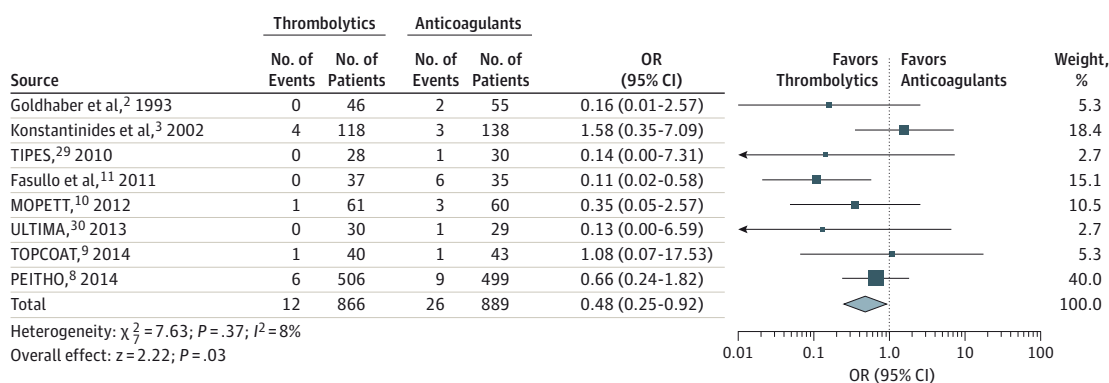 Thrombolytics Anticoagulants
No. of No. of No. of No. of OR Favors Favors Weight,
Source Events Patients Events Patients (95% CI) Thrombolytics Anticoagulants %
Goldhaber et al,2 1993 0 46 2 55 0.16 (0.01-2.57) 5.3
Konstantinides et al,3 2002 4 118 3 138 1.58 (0.35-7.09) 18.4
TIPES,29 2010 0 28 1 30 0.14 (0.00-7.31) 2.7
Fasullo et al,11 2011 0 37 6 35 0.11 (0.02-0.58) 15.1
MOPETT,10 2012 1 61 3 60 0.35 (0.05-2.57) 10.5
ULTIMA,30 2013 0 30 1 29 0.13 (0.00-6.59) 2.7
TOPCOAT,9 2014 1 40 1 43 1.08 (0.07-17.53) 5.3
PEITHO,8 2014 6 506 9 499 0.66 (0.24-1.82) 40.0
Total 12 866 26 889 0.48 (0.25-0.92) 100.0
Heterogeneity: χ²₇ = 7.63; P = .37; I² = 8%
Overall effect: z = 2.22; P = .03
0.01 0.1 1.0 10 100
OR (95% CI)